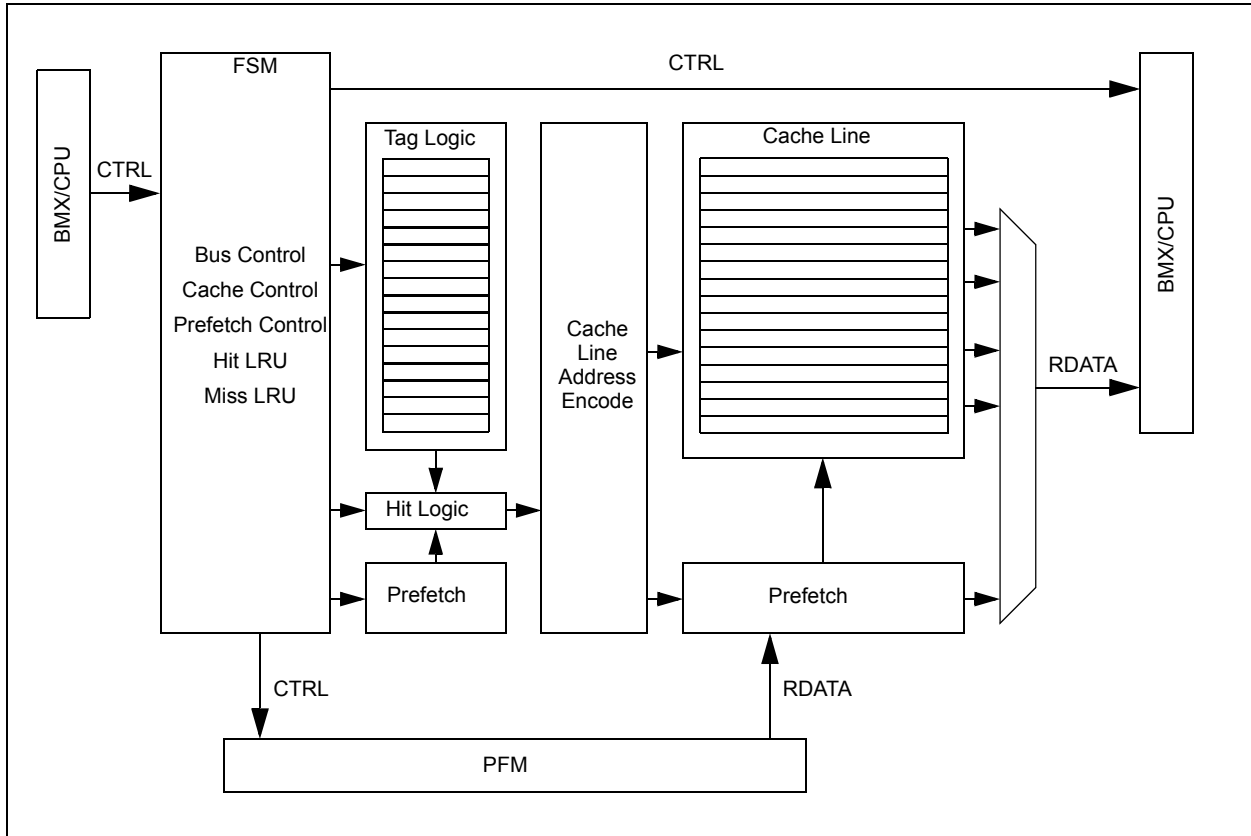 FSM
CTRL
BMX/CPU
CTRL
Tag Logic
Cache Line
BMX/CPU
Bus Control
Cache Control
Prefetch Control
Hit LRU
Miss LRU
Cache
Line
Address
Encode
RDATA
Hit Logic
Prefetch
Prefetch
CTRL
RDATA
PFM